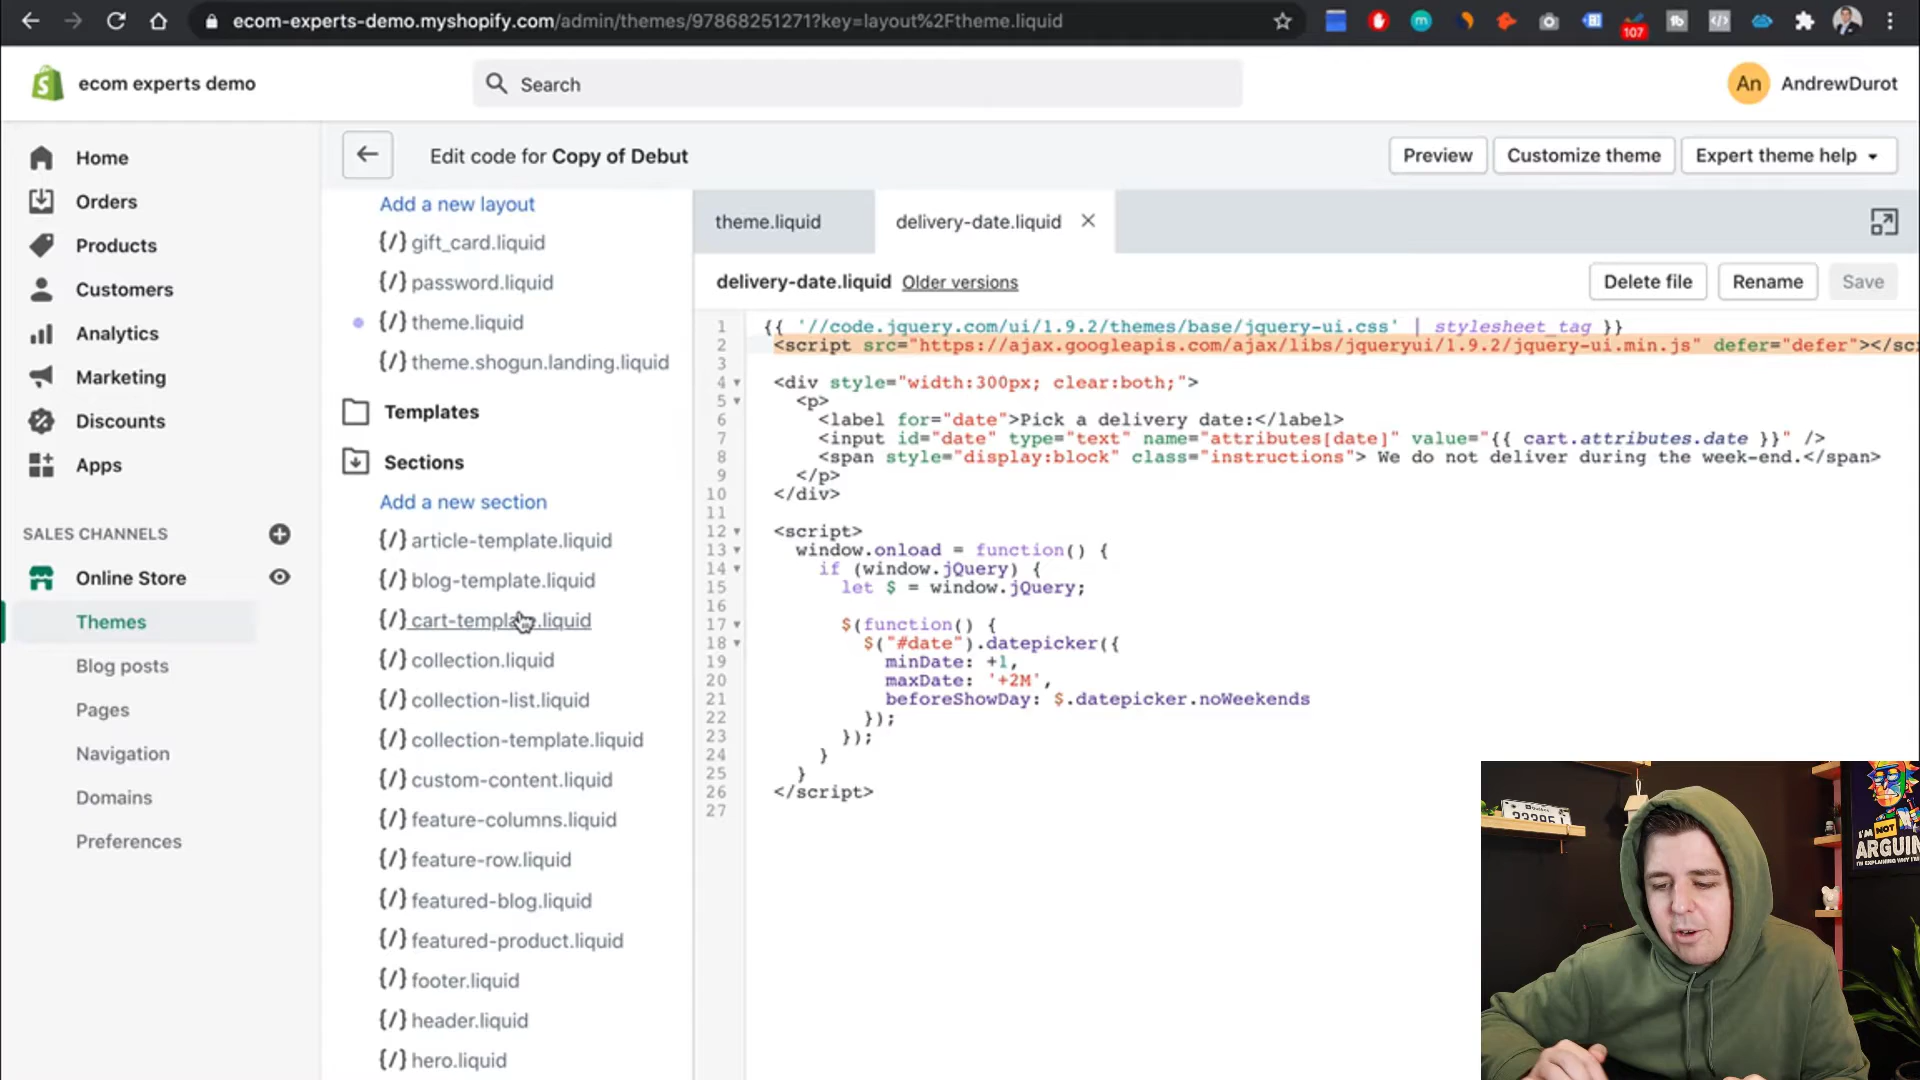 ecom-experts-demo.myshopify.com/admin/themes/97868251271?key=layout%2Ftheme.liquid
107
ecom experts demo
Search
An
AndrewDurot
Home
Orders
Products
Customers
Analytics
Marketing
Discounts
Apps
SALES CHANNELS
Online Store
Themes
Blog posts
Pages
Navigation
Domains
Preferences
Edit code for Copy of Debut
Preview
Customize theme
Expert theme help
Add a new layout
{/} gift_card.liquid
{/} password.liquid
{/} theme.liquid
{/} theme.shogun.landing.liquid
Templates
Sections
Add a new section
{/} article-template.liquid
{/} blog-template.liquid
{/} cart-template.liquid
{/} collection.liquid
{/} collection-list.liquid
{/} collection-template.liquid
{/} custom-content.liquid
{/} feature-columns.liquid
{/} feature-row.liquid
{/} featured-blog.liquid
{/} featured-product.liquid
{/} footer.liquid
{/} header.liquid
{/} hero.liquid
theme.liquid
delivery-date.liquid
delivery-date.liquid Older versions
Delete file
Rename
Save
1 {{ '//code.jquery.com/ui/1.9.2/themes/base/jquery-ui.css' | stylesheet_tag }}
2 <script src="https://ajax.googleapis.com/ajax/libs/jqueryui/1.9.2/jquery-ui.min.js" defer="defer"></scr
3
4 <div style="width:300px; clear:both;">
5 <p>
6 <label for="date">Pick a delivery date:</label>
7 <input id="date" type="text" name="attributes[date]" value="{{ cart.attributes.date }}" />
8 <span style="display:block" class="instructions"> We do not deliver during the week-end.</span>
9 </p>
10 </div>
11
12 <script>
13 window.onload = function() {
14 if (window.jQuery) {
15 let $ = window.jQuery;
16
17 $(function() {
18 $("#date").datepicker({
19 minDate: +1,
20 maxDate: '+2M',
21 beforeShowDay: $.datepicker.noWeekends
22 });
23 });
24 }
25 }
26 </script>
27
I'M NOT
ARGUIN